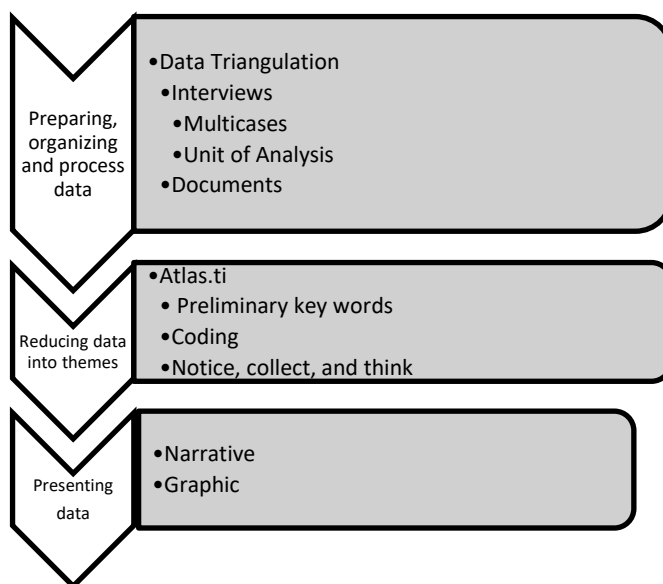 Preparing,
organizing
and process
data
•Data Triangulation
•Interviews
•Multicases
•Unit of Analysis
•Documents
Reducing data
into themes
•Atlas.ti
• Preliminary key words
•Coding
•Notice, collect, and think
Presenting
data
•Narrative
•Graphic